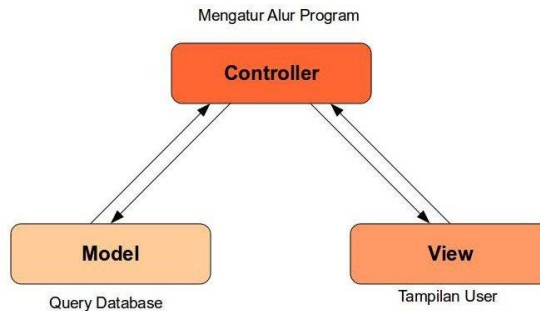 Mengatur Alur Program
Controller
Model
View
Query Database
Tampilan User